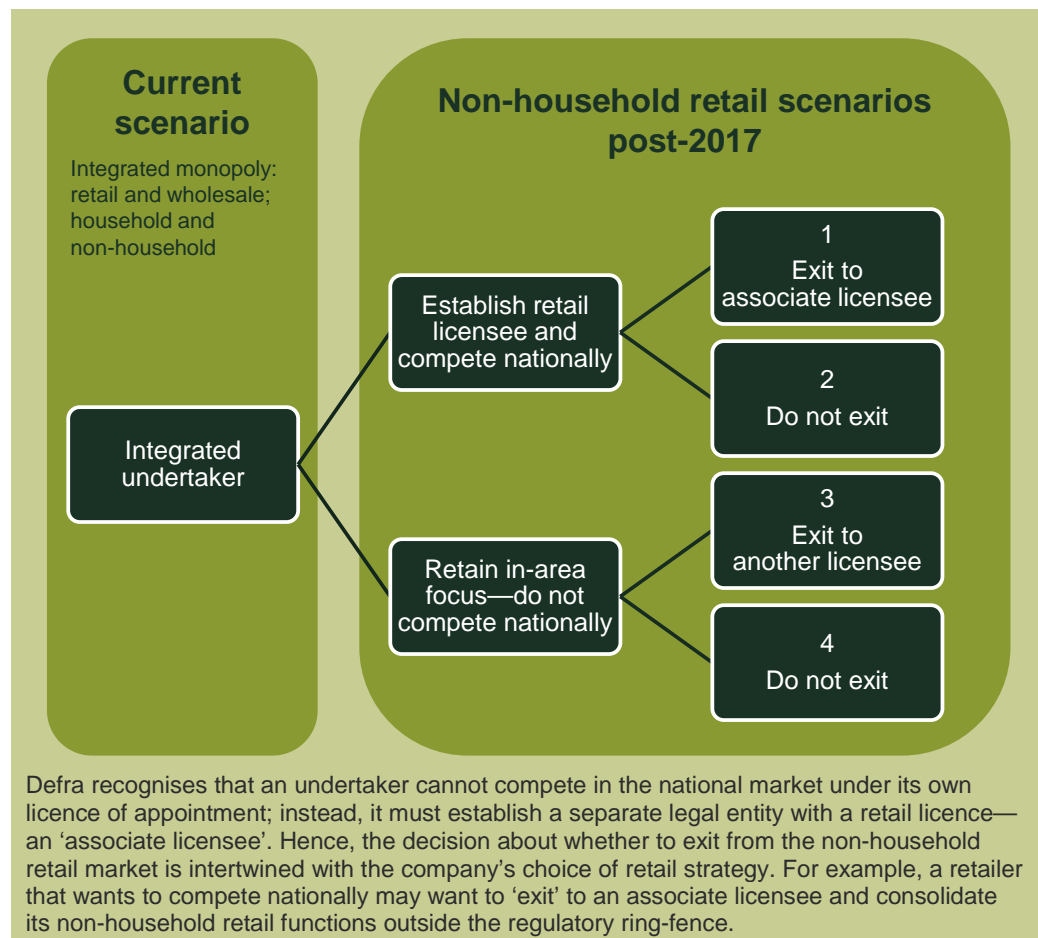 Current
scenario
Integrated monopoly:
retail and wholesale;
household and
non-household
Integrated
undertaker
Non-household retail scenarios
post-2017
Establish retail
licensee and
compete nationally
1
Exit to
associate licensee
2
Do not exit
Retain in-area
focus—do not
compete nationally
3
Exit to
another licensee
4
Do not exit
Defra recognises that an undertaker cannot compete in the national market under its own
licence of appointment; instead, it must establish a separate legal entity with a retail licence—
an ‘associate licensee’. Hence, the decision about whether to exit from the non-household
retail market is intertwined with the company’s choice of retail strategy. For example, a retailer
that wants to compete nationally may want to ‘exit’ to an associate licensee and consolidate
its non-household retail functions outside the regulatory ring-fence.